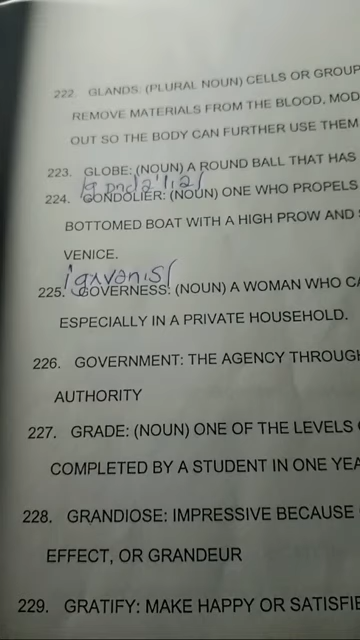 222. GLANDS: (PLURAL NOUN) CELLS OR GROUP
REMOVE MATERIALS FROM THE BLOOD, MOD
OUT SO THE BODY CAN FURTHER USE THEM
223. GLOBE: (NOUN) A ROUND BALL THAT HAS
224. GONDOLIER: (NOUN) ONE WHO PROPELS
BOTTOMED BOAT WITH A HIGH PROW AND
VENICE.
225. GOVERNESS: (NOUN) A WOMAN WHO CA
ESPECIALLY IN A PRIVATE HOUSEHOLD.
226. GOVERNMENT: THE AGENCY THROUGH
AUTHORITY
227. GRADE: (NOUN) ONE OF THE LEVELS
COMPLETED BY A STUDENT IN ONE YEA
228. GRANDIOSE: IMPRESSIVE BECAUSE
EFFECT, OR GRANDEUR
229. GRATIFY: MAKE HAPPY OR SATISFIE